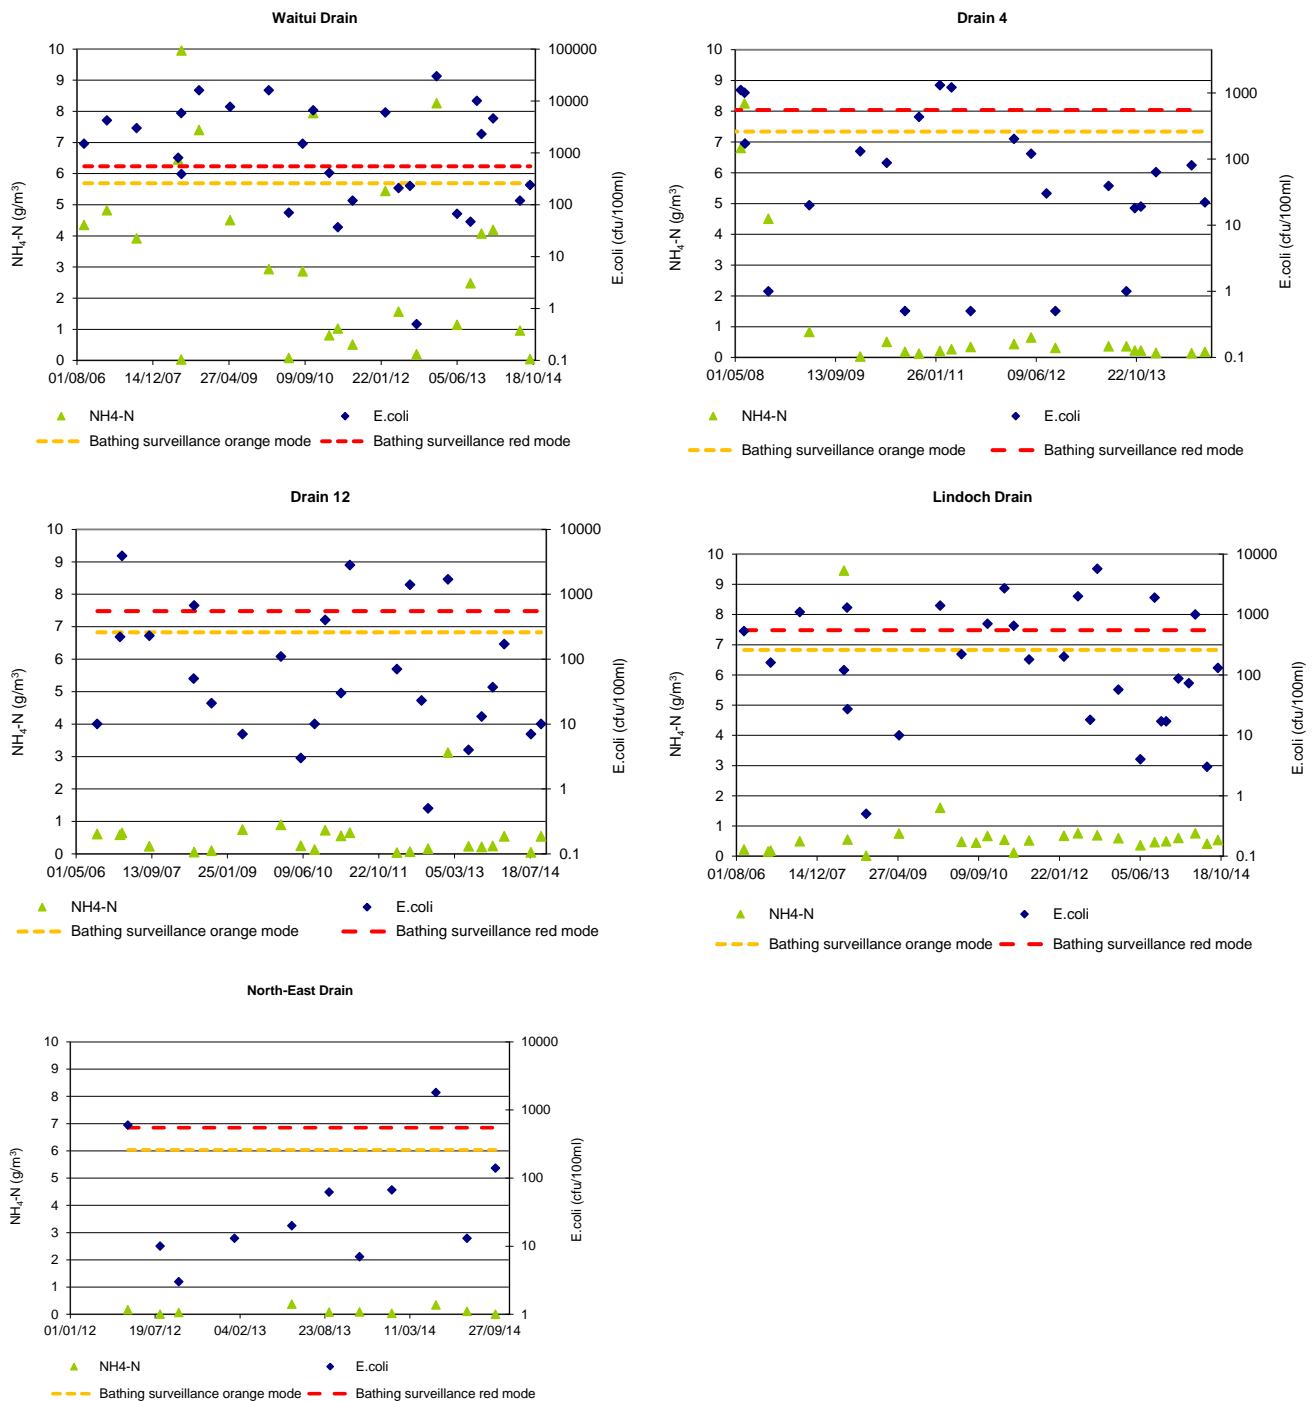 Waitui Drain
10
9
8
7
6
5
4
3
2
1
0
NH₄-N (g/m³)
100000
10000
1000
100
10
1
0.1
E.coli (cfu/100ml)
01/08/06 14/12/07 27/04/09 09/09/10 22/01/12 05/06/13 18/10/14
NH4-N E.coli
Bathing surveillance orange mode Bathing surveillance red mode
Drain 4
10
9
8
7
6
5
4
3
2
1
0
NH₄-N (g/m³)
1000
100
10
1
0.1
E.coli (cfu/100ml)
01/05/08 13/09/09 26/01/11 09/06/12 22/10/13
NH4-N E.coli
Bathing surveillance orange mode Bathing surveillance red mode
Drain 12
10
9
8
7
6
5
4
3
2
1
0
NH₄-N (g/m³)
10000
1000
100
10
1
0.1
E.coli (cfu/100ml)
01/05/06 13/09/07 25/01/09 09/06/10 22/10/11 05/03/13 18/07/14
NH4-N E.coli
Bathing surveillance orange mode Bathing surveillance red mode
Lindoch Drain
10
9
8
7
6
5
4
3
2
1
0
NH₄-N (g/m³)
10000
1000
100
10
1
0.1
E.coli (cfu/100ml)
01/08/06 14/12/07 27/04/09 09/09/10 22/01/12 05/06/13 18/10/14
NH4-N E.coli
Bathing surveillance orange mode Bathing surveillance red mode
North-East Drain
10
9
8
7
6
5
4
3
2
1
0
NH₄-N (g/m³)
10000
1000
100
10
1
E.coli (cfu/100ml)
01/01/12 19/07/12 04/02/13 23/08/13 11/03/14 27/09/14
NH4-N E.coli
Bathing surveillance orange mode Bathing surveillance red mode